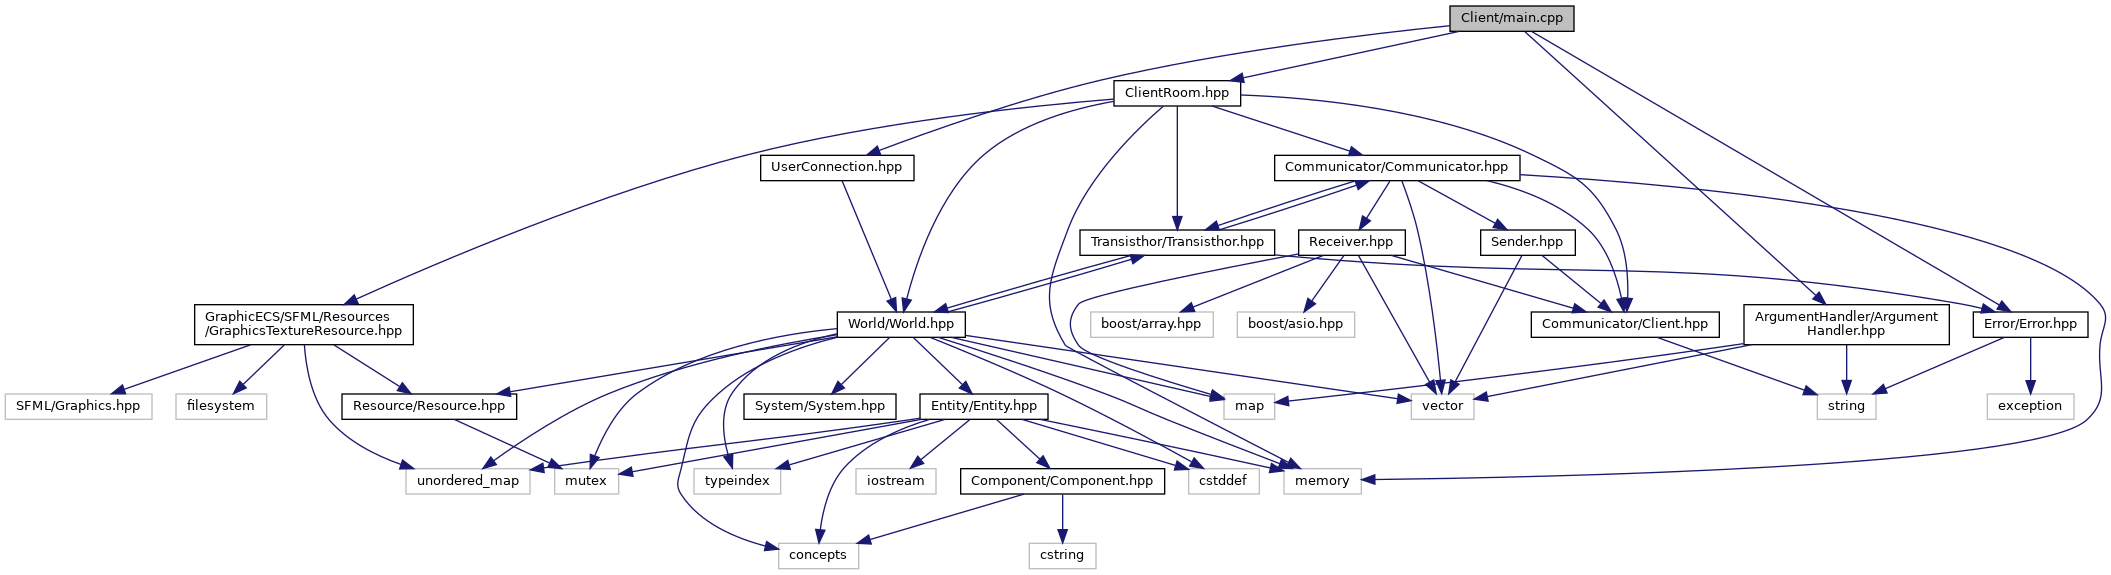 Client/main.cpp
ClientRoom.hpp
UserConnection.hpp
Communicator/Communicator.hpp
Transisthor/Transisthor.hpp
Receiver.hpp
Sender.hpp
GraphicECS/SFML/Resources
/GraphicsTextureResource.hpp
World/World.hpp
boost/array.hpp
boost/asio.hpp
Communicator/Client.hpp
ArgumentHandler/Argument
Handler.hpp
Error/Error.hpp
SFML/Graphics.hpp
filesystem
Resource/Resource.hpp
System/System.hpp
Entity/Entity.hpp
map
vector
string
exception
unordered_map
mutex
typeindex
iostream
Component/Component.hpp
cstddef
memory
concepts
cstring